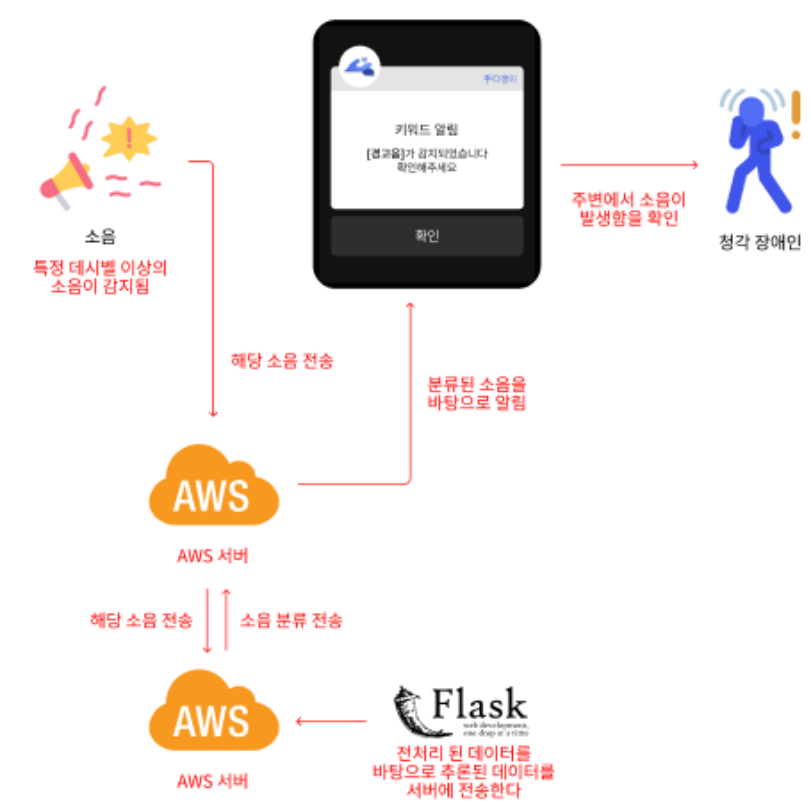 키워드 알림
[경고음]가 감지되었습니다
확인해주세요
확인
소음
특정 데시벨 이상의
소음이 감지됨
주변에서 소음이
발생함을 확인
청각 장애인
해당 소음 전송
분류된 소음을
바탕으로 알림
AWS
AWS 서버
해당 소음 전송
소음 분류 전송
AWS
AWS 서버
Flask
web development,
one drop at a time
전처리 된 데이터를
바탕으로 추론된 데이터를
서버에 전송한다